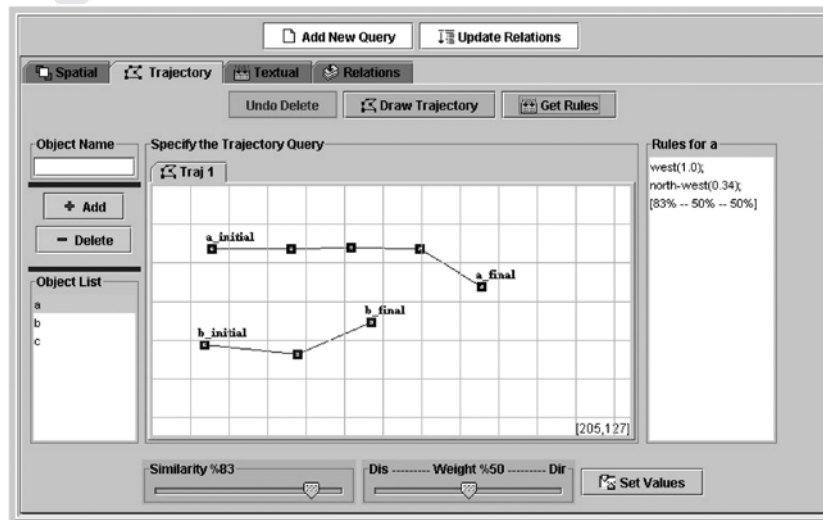 Add New Query
Update Relations
Spatial
Trajectory
Textual
Relations
Undo Delete
Draw Trajectory
Get Rules
Object Name
Add
Delete
Object List
a
b
c
Specify the Trajectory Query
Traj 1
a_initial
a_final
b_final
b_initial
[205,127]
Rules for a
west(1.0);
north-west(0.34);
[83% -- 50% -- 50%]
Similarity %83
Dis --------- Weight %50 --------- Dir
Set Values